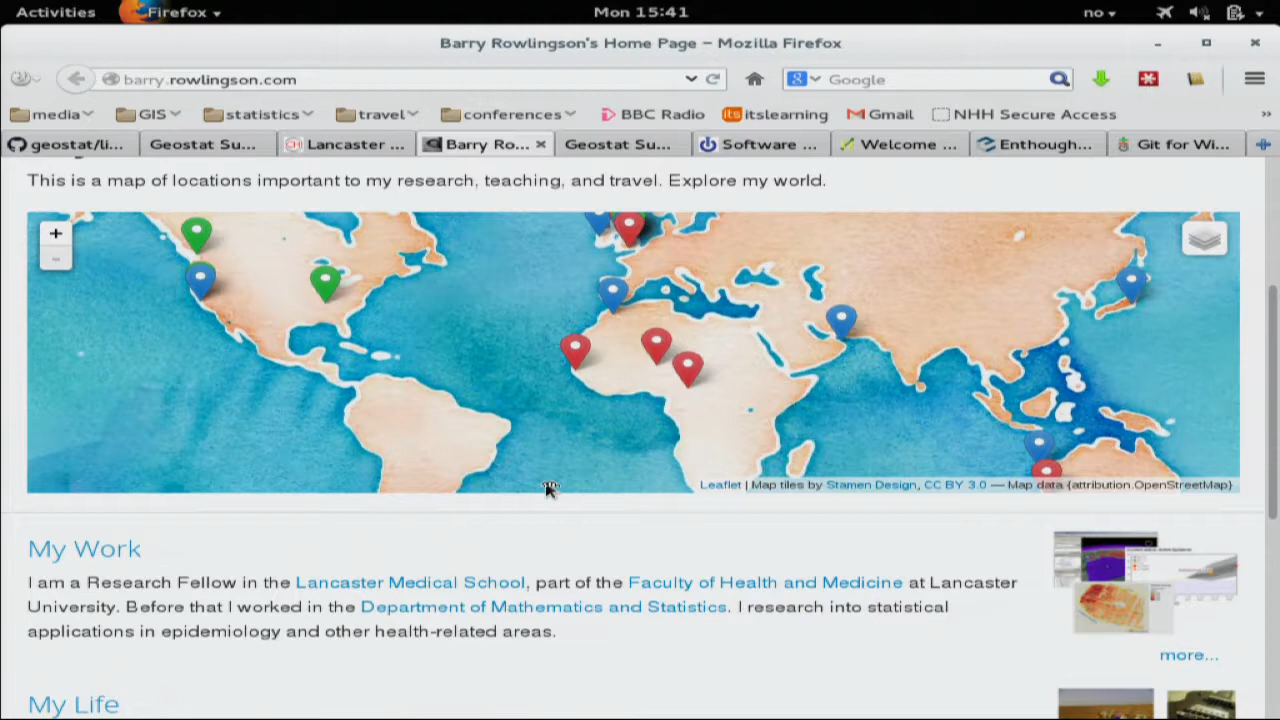 Activities Firefox Mon 15:41 no
Barry Rowlingson's Home Page – Mozilla Firefox
barry.rowlingson.com Google
media GIS statistics travel conferences BBC Radio its itslearning Gmail NHH Secure Access »
geostat/li... Geostat Su... Lancaster ... Barry Ro... Geostat Su... Software ... Welcome ... Enthough... Git for Wi...
This is a map of locations important to my research, teaching, and travel. Explore my world.
+
-
Leaflet | Map tiles by Stamen Design, CC BY 3.0 — Map data {attribution.OpenStreetMap}
My Work
I am a Research Fellow in the Lancaster Medical School, part of the Faculty of Health and Medicine at Lancaster
University. Before that I worked in the Department of Mathematics and Statistics. I research into statistical
applications in epidemiology and other health-related areas.
more...
My Life